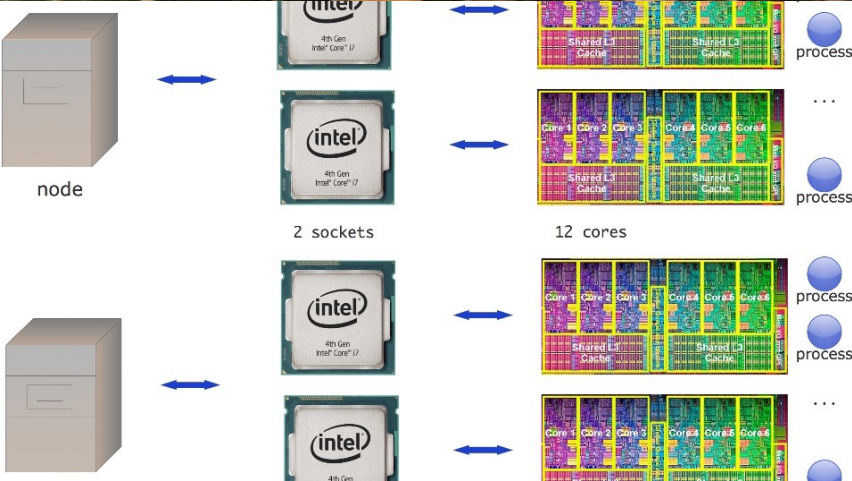 intel
4th Gen
Intel® Core™ i7
Shared L3
Cache
Shared L3
Cache
process
...
intel
4th Gen
Intel® Core™ i7
Core 1 Core 2 Core 3 Core 4 Core 5 Core 6
Shared L3
Cache
Shared L3
Cache
process
node
2 sockets
12 cores
intel
4th Gen
Intel® Core™ i7
Core 1 Core 2 Core 3 Core 4 Core 5 Core 6
Shared L3
Cache
Shared L3
Cache
process
process
...
intel
4th Gen
Core 1 Core 2 Core 3 Core 4 Core 5 Core 6